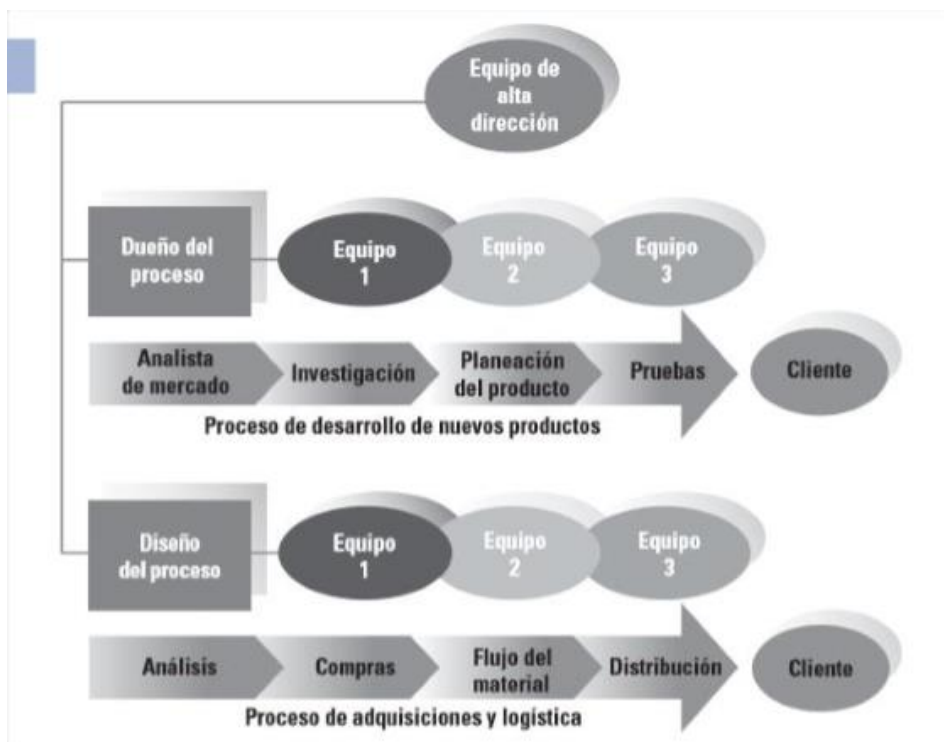 Equipo de
alta
dirección
Dueño del
proceso
Equipo
1
Equipo
2
Equipo
3
Analista
de mercado
Investigación
Planeación
del producto
Pruebas
Cliente
Proceso de desarrollo de nuevos productos
Diseño
del proceso
Equipo
1
Equipo
2
Equipo
3
Análisis
Compras
Flujo del
material
Distribución
Cliente
Proceso de adquisiciones y logística